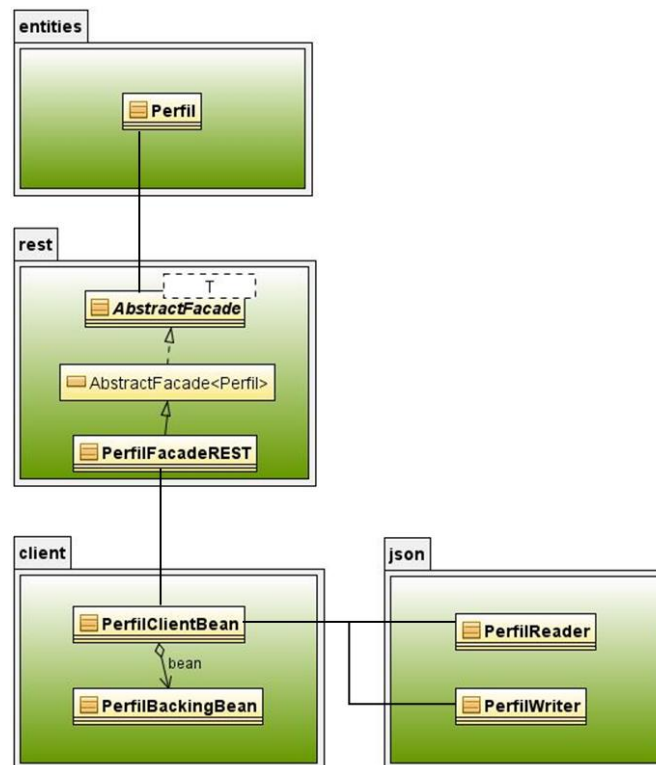 entities
Perfil
rest
T
AbstractFacade
AbstractFacade<Perfil>
PerfilFacadeREST
client
PerfilClientBean
bean
PerfilBackingBean
json
PerfilReader
PerfilWriter